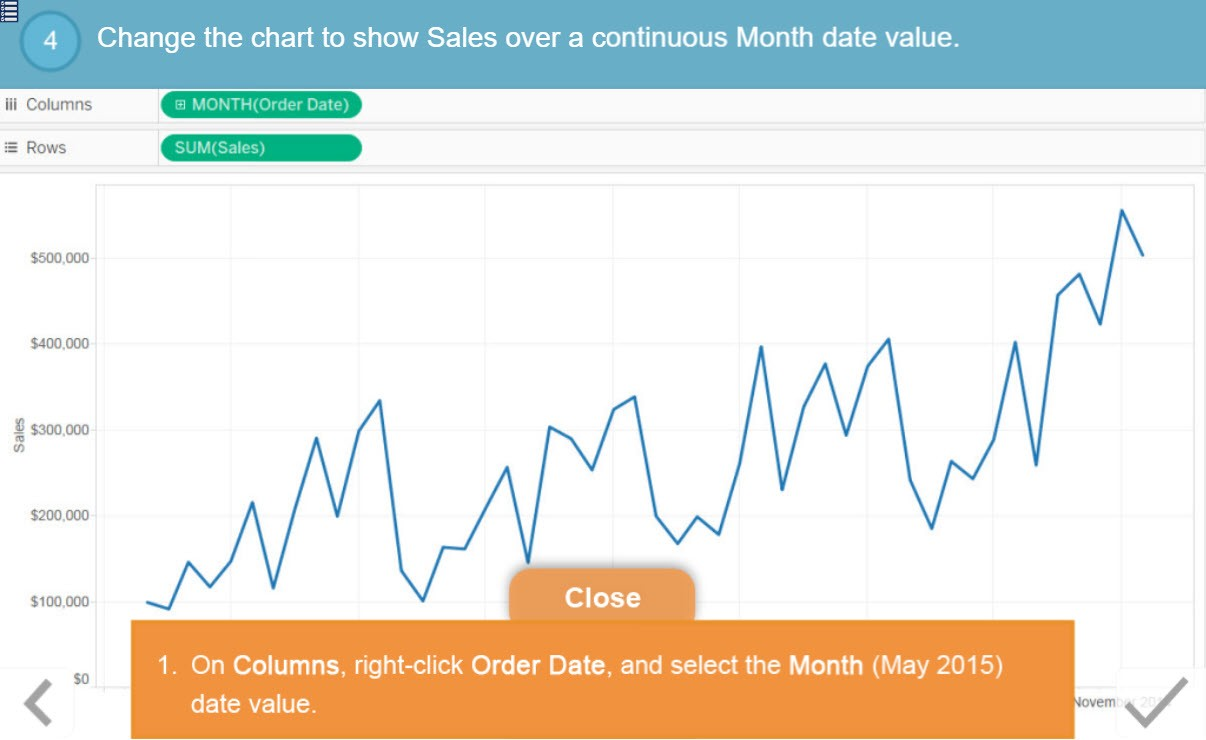 4
Change the chart to show Sales over a continuous Month date value.
iii Columns
MONTH(Order Date)
Rows
SUM(Sales)
$500,000
$400,000
$300,000
$200,000
$100,000
$0
Sales
Close
1. On Columns, right-click Order Date, and select the Month (May 2015)
date value.